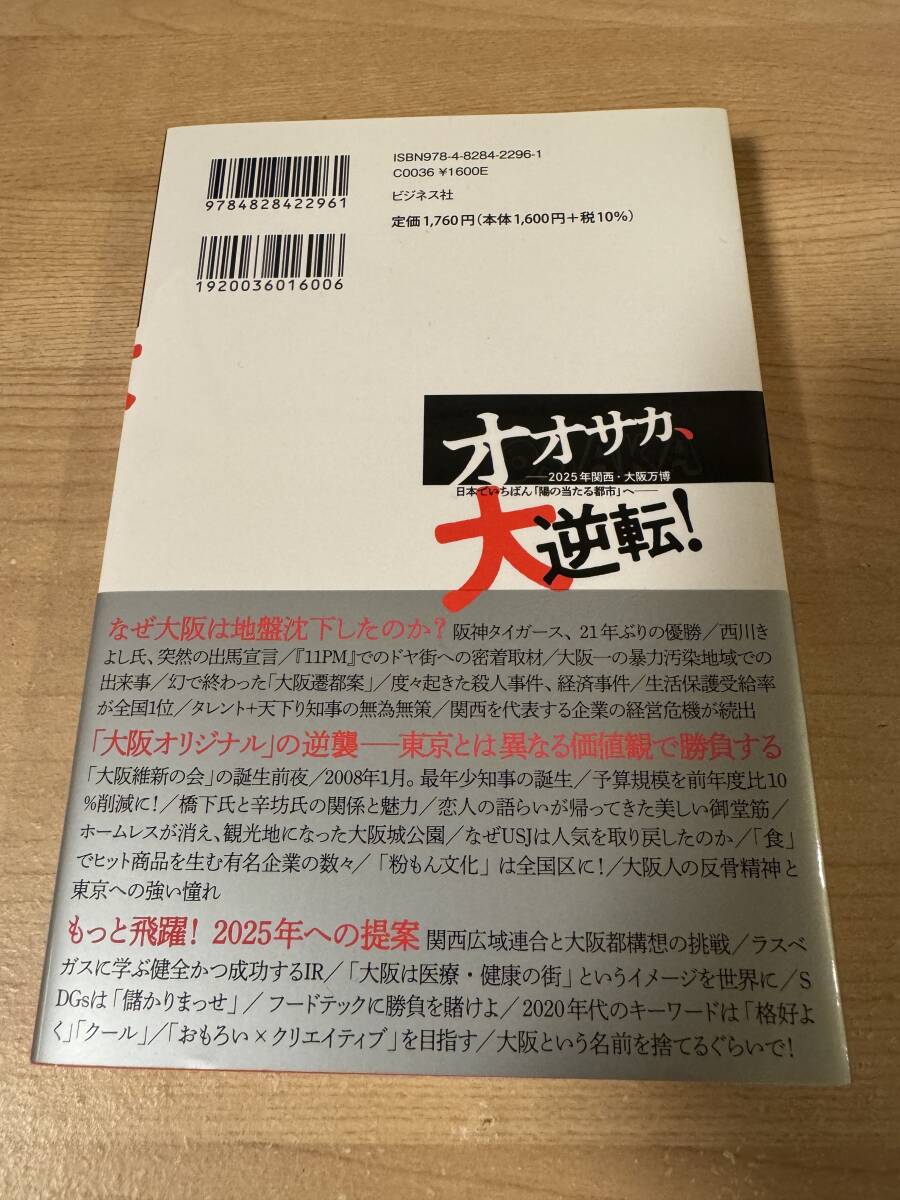 ISBN978-4-8284-2296-1
C0036 ¥1600E
ビジネス社
定価1,760円(本体1,600円+税10%)
9784828422961
1920036016006
オオサカ、
──2025年関西・大阪万博
日本でいちばん「陽の当たる都市」へ──
大逆転!
なぜ大阪は地盤沈下したのか? 阪神タイガース、21年ぶりの優勝/西川き
よし氏、突然の出馬宣言/『11PM』でのドヤ街への密着取材/大阪一の暴力汚染地域での
出来事/幻で終わった「大阪遷都案」/度々起きた殺人事件、経済事件/生活保護受給率
が全国1位/タレント+天下り知事の無為無策/関西を代表する企業の経営危機が続出
「大阪オリジナル」の逆襲──東京とは異なる価値観で勝負する
「大阪維新の会」の誕生前夜/2008年1月。最年少知事の誕生/予算規模を前年度比10
%削減に!/橋下氏と辛坊氏の関係と魅力/恋人の語らいが帰ってきた美しい御堂筋/
ホームレスが消え、観光地になった大阪城公園/なぜUSJは人気を取り戻したのか/「食」
でヒット商品を生む有名企業の数々/「粉もん文化」は全国区に!/大阪人の反骨精神と
東京への強い憧れ
もっと飛躍! 2025年への提案 関西広域連合と大阪都構想の挑戦/ラスベ
ガスに学ぶ健全かつ成功するIR/「大阪は医療・健康の街」というイメージを世界に/S
DGsは「儲かりまっせ」/フードテックに勝負を賭けよ/2020年代のキーワードは「格好よ
く」「クール」/「おもろい×クリエイティブ」を目指す/大阪という名前を捨てるぐらいで!